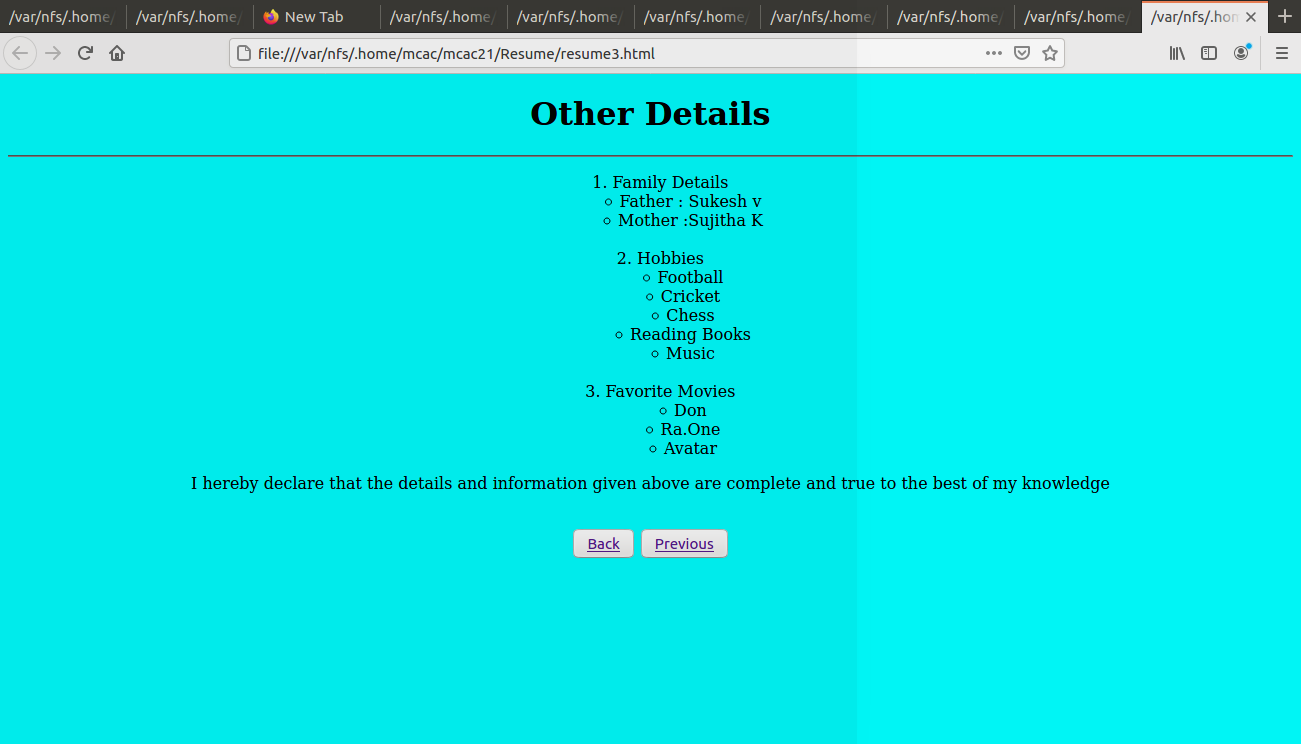 /var/nfs/.home/ /var/nfs/.home/ New Tab /var/nfs/.home/ /var/nfs/.home/ /var/nfs/.home/ /var/nfs/.home/ /var/nfs/.home/ /var/nfs/.home/ /var/nfs/.hom
file:///var/nfs/.home/mcac/mcac21/Resume/resume3.html
Other Details
1. Family Details
Father : Sukesh v
Mother :Sujitha K
2. Hobbies
Football
Cricket
Chess
Reading Books
Music
3. Favorite Movies
Don
Ra.One
Avatar
I hereby declare that the details and information given above are complete and true to the best of my knowledge
Back Previous